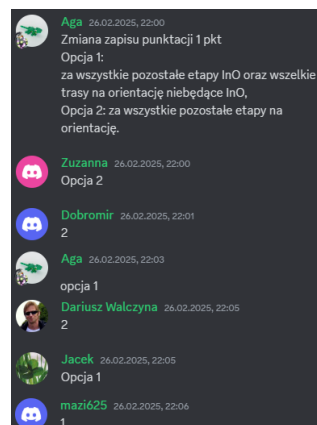 Aga 26.02.2025, 22:00
Zmiana zapisu punktacji 1 pkt
Opcja 1:
za wszystkie pozostałe etapy InO oraz wszelkie
trasy na orientację niebędące InO,
Opcja 2: za wszystkie pozostałe etapy na
orientację.
Zuzanna 26.02.2025, 22:00
Opcja 2
Dobromir 26.02.2025, 22:01
2
Aga 26.02.2025, 22:03
opcja 1
Dariusz Walczyna 26.02.2025, 22:05
2
Jacek 26.02.2025, 22:05
Opcja 1
mazi625 26.02.2025, 22:06
1